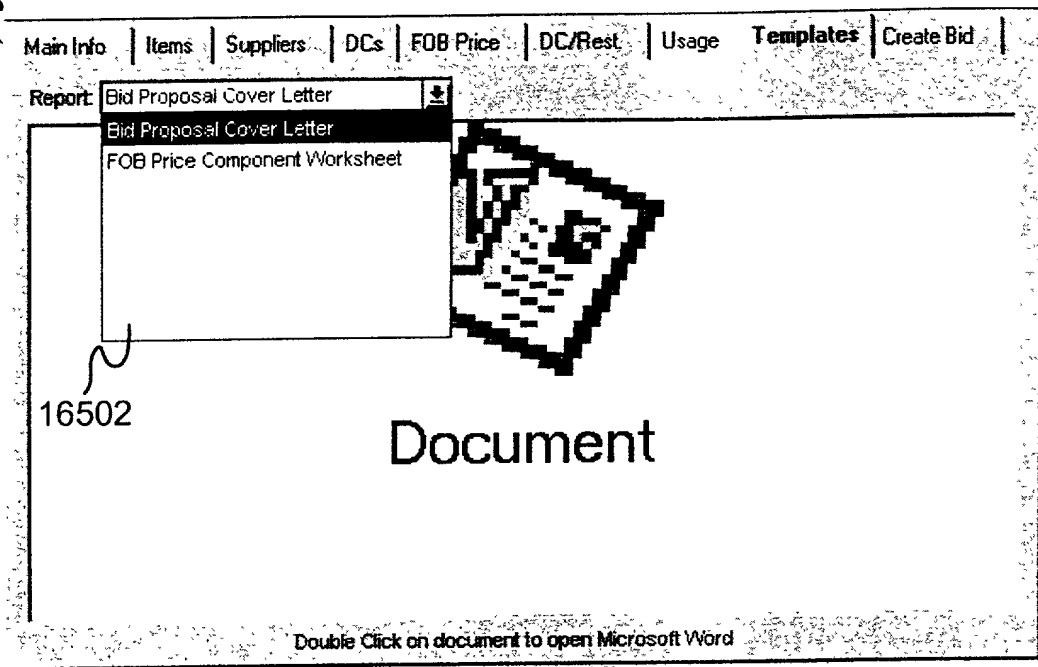 Main Info Items Suppliers DCs FOB Price DC/Rest. Usage Templates Create Bid
Report: Bid Proposal Cover Letter
Bid Proposal Cover Letter
FOB Price Component Worksheet
16502
Document
Double Click on document to open Microsoft Word